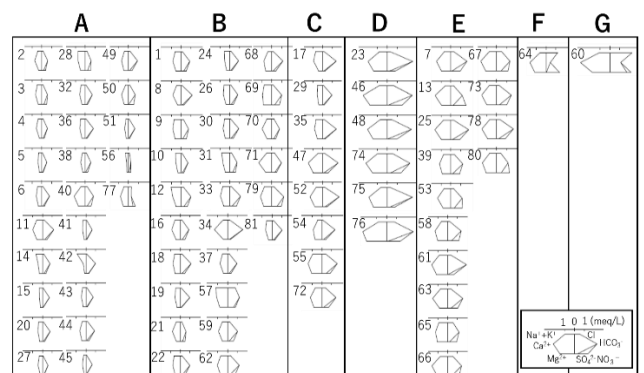 A B C D E F G
2 28 49 1 24 68 17 23 7 67 64 60
3 32 50 8 26 69 29 46 13 73
4 36 51 9 30 70 35 48 25 78
5 38 56 10 31 71 47 74 39 80
6 40 77 12 33 79 52 75 53
11 41 16 34 81 54 76 58
14 42 18 37 55 61
15 43 19 57 72 63
20 44 21 59 65
27 45 22 62 66
1 0 1 (meq/L)
Na⁺+K⁺ Cl⁻
Ca²⁺ HCO₃⁻
Mg²⁺ SO₄²⁻ NO₃⁻